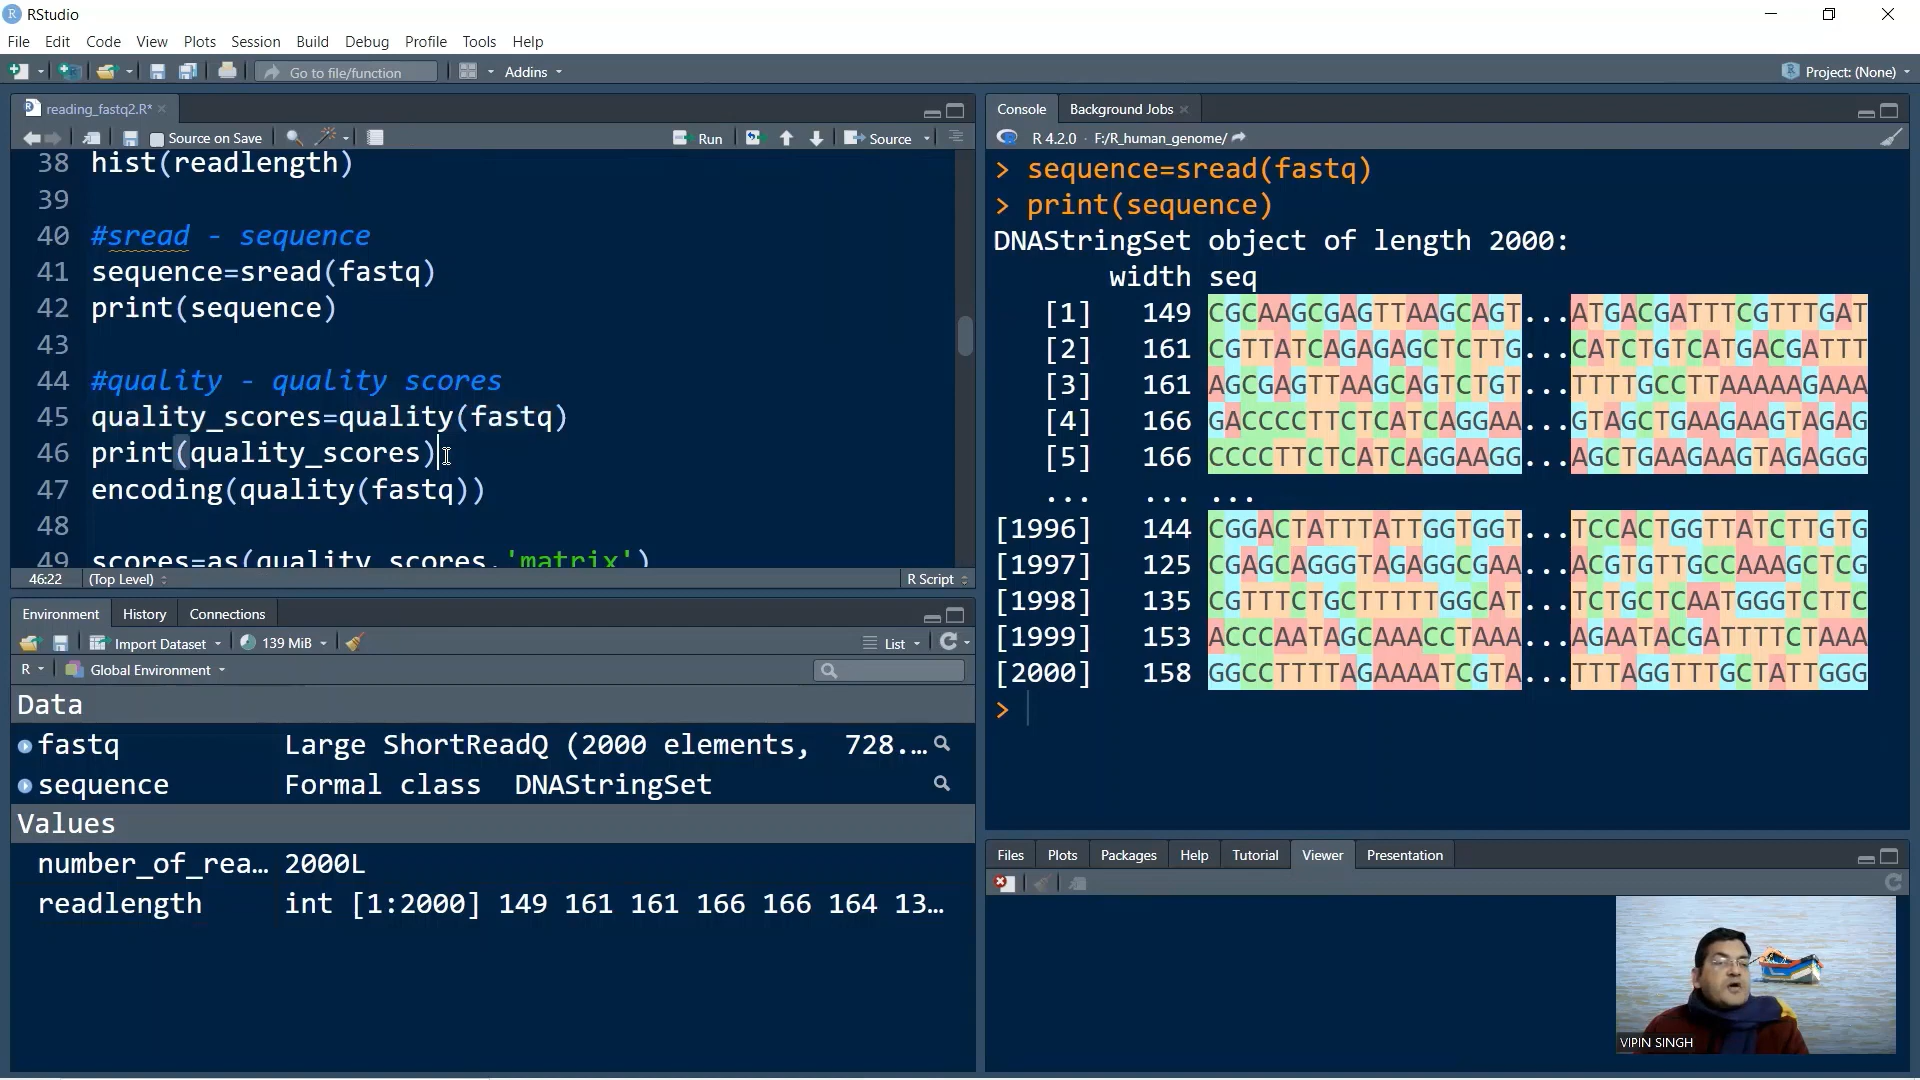 RStudio
File Edit Code View Plots Session Build Debug Profile Tools Help
Go to file/function Addins Project: (None)
reading_fastq2.R*
Source on Save Run Source
38 hist(readlength)
39
40 #sread - sequence
41 sequence=sread(fastq)
42 print(sequence)
43
44 #quality - quality scores
45 quality_scores=quality(fastq)
46 print(quality_scores)
47 encoding(quality(fastq))
48
49 scores=as(quality_scores,'matrix')
46:22 (Top Level) R Script
Environment History Connections
Import Dataset 139 MiB List
R Global Environment
Data
fastq Large ShortReadQ (2000 elements, 728.…
sequence Formal class DNAStringSet
Values
number_of_rea… 2000L
readlength int [1:2000] 149 161 161 166 166 164 13…
Console Background Jobs
R 4.2.0 · F:/R_human_genome/
> sequence=sread(fastq)
> print(sequence)
DNAStringSet object of length 2000:
width seq
[1] 149 CGCAAGCGAGTTAAGCAGT...ATGACGATTTCGTTTGAT
[2] 161 CGTTATCAGAGAGCTCTTG...CATCTGTCATGACGATTT
[3] 161 AGCGAGTTAAGCAGTCTGT...TTTTGCCTTAAAAAGAAA
[4] 166 GACCCCTTCTCATCAGGAA...GTAGCTGAAGAAGTAGAG
[5] 166 CCCCTTCTCATCAGGAAGG...AGCTGAAGAAGTAGAGGG
... ... ...
[1996] 144 CGGACTATTTATTGGTGGT...TCCACTGGTTATCTTGTG
[1997] 125 CGAGCAGGGTAGAGGCGAA...ACGTGTTGCCAAAGCTCG
[1998] 135 CGTTTCTGCTTTTTGGCAT...TCTGCTCAATGGGTCTTC
[1999] 153 ACCCAATAGCAAACCTAAA...AGAATACGATTTTCTAAA
[2000] 158 GGCCTTTTAGAAAATCGTA...TTTAGGTTTGCTATTGGG
>
Files Plots Packages Help Tutorial Viewer Presentation
VIPIN SINGH